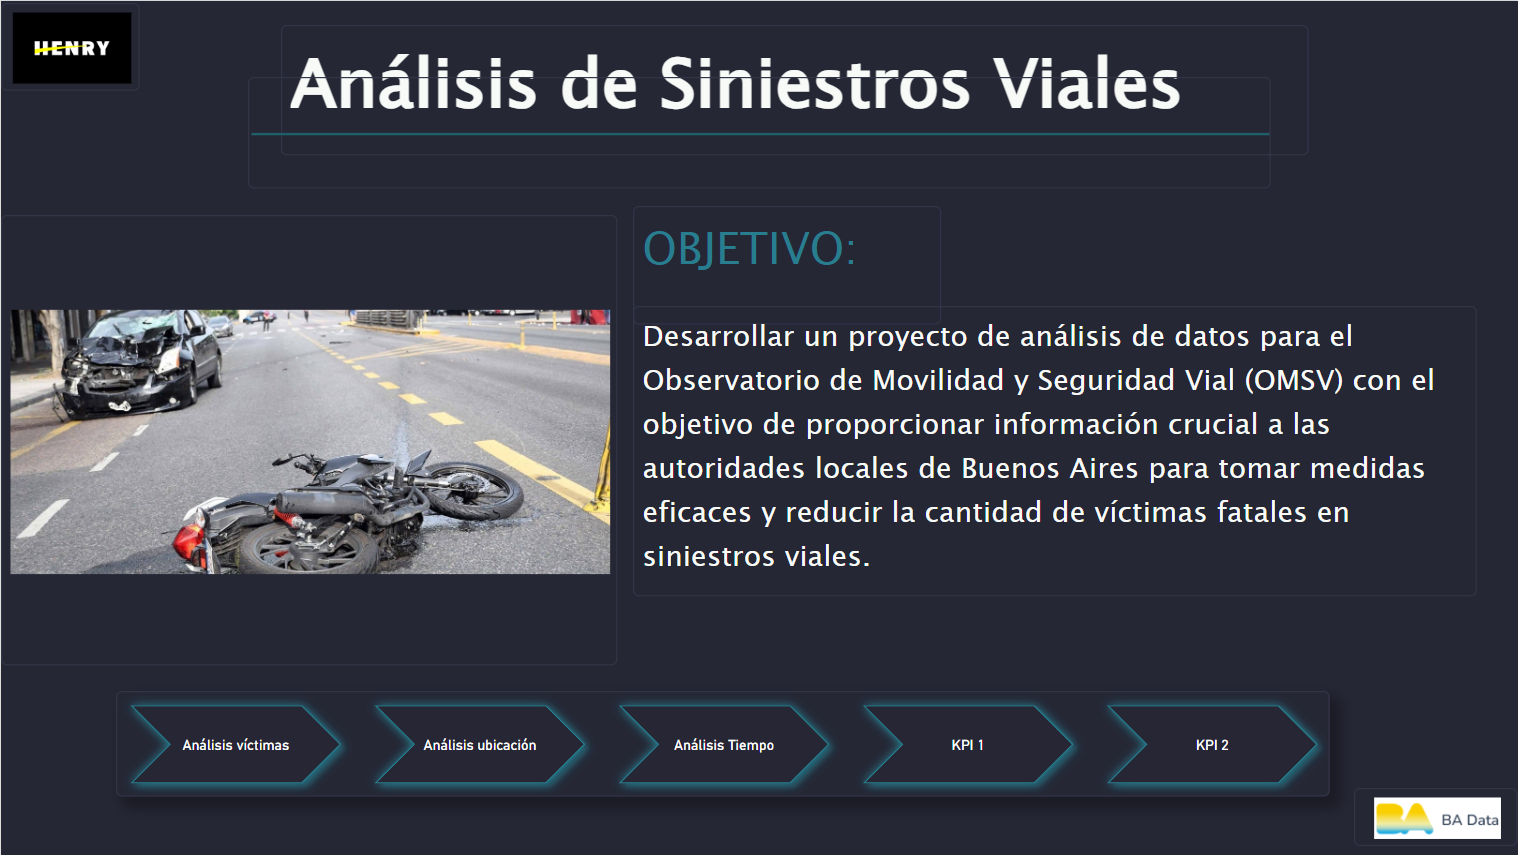 HENRY
Análisis de Siniestros Viales
OBJETIVO:
Desarrollar un proyecto de análisis de datos para el
Observatorio de Movilidad y Seguridad Vial (OMSV) con el
objetivo de proporcionar información crucial a las
autoridades locales de Buenos Aires para tomar medidas
eficaces y reducir la cantidad de víctimas fatales en
siniestros viales.
Análisis víctimas
Análisis ubicación
Análisis Tiempo
KPI 1
KPI 2
BA BA Data